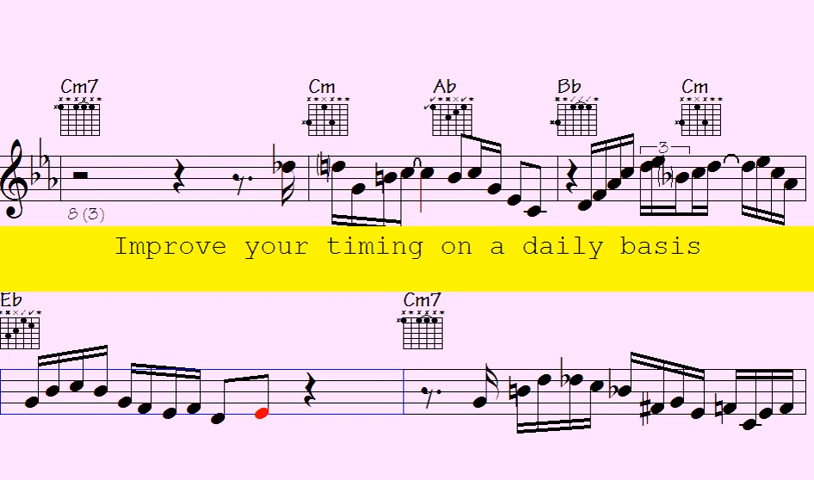 Cm7 Cm Ab Bb Cm
3
8 (3)
Improve your timing on a daily basis
Eb Cm7